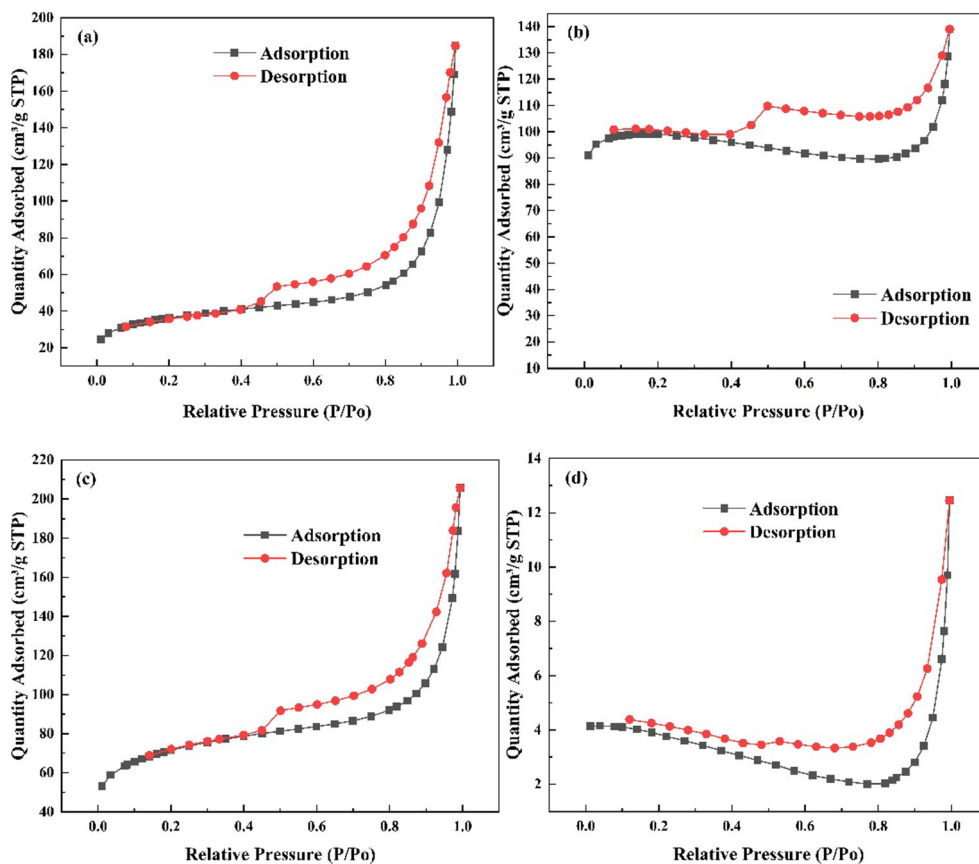 (a)
Adsorption
Desorption
200
180
160
140
120
100
80
60
40
20
Quantity Adsorbed (cm³/g STP)
0.0 0.2 0.4 0.6 0.8 1.0
Relative Pressure (P/Po)
(b)
Adsorption
Desorption
140
130
120
110
100
90
80
70
60
50
40
30
20
10
Quantity Adsorbed (cm³/g STP)
0.0 0.2 0.4 0.6 0.8 1.0
Relative Pressure (P/Po)
(c)
Adsorption
Desorption
220
200
180
160
140
120
100
80
60
40
Quantity Adsorbed (cm³/g STP)
0.0 0.2 0.4 0.6 0.8 1.0
Relative Pressure (P/Po)
(d)
Adsorption
Desorption
14
12
10
8
6
4
2
0
Quantity Adsorbed (cm³/g STP)
0.0 0.2 0.4 0.6 0.8 1.0
Relative Pressure (P/Po)